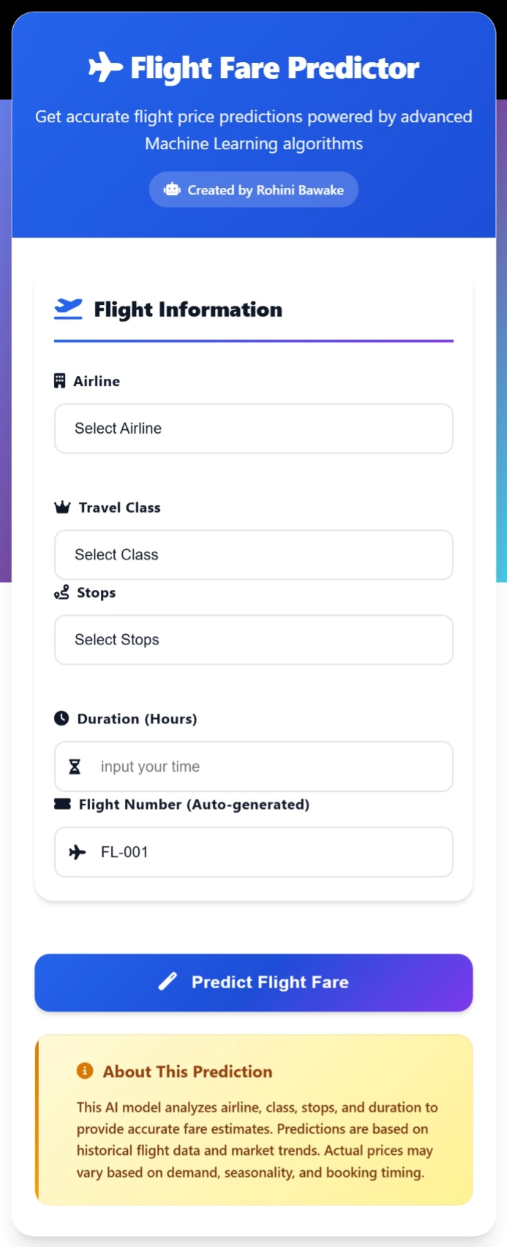 Flight Fare Predictor
Get accurate flight price predictions powered by advanced
Machine Learning algorithms
Created by Rohini Bawake
Flight Information
Airline
Select Airline
Travel Class
Select Class
Stops
Select Stops
Duration (Hours)
input your time
Flight Number (Auto-generated)
FL-001
Predict Flight Fare
About This Prediction
This AI model analyzes airline, class, stops, and duration to
provide accurate fare estimates. Predictions are based on
historical flight data and market trends. Actual prices may
vary based on demand, seasonality, and booking timing.